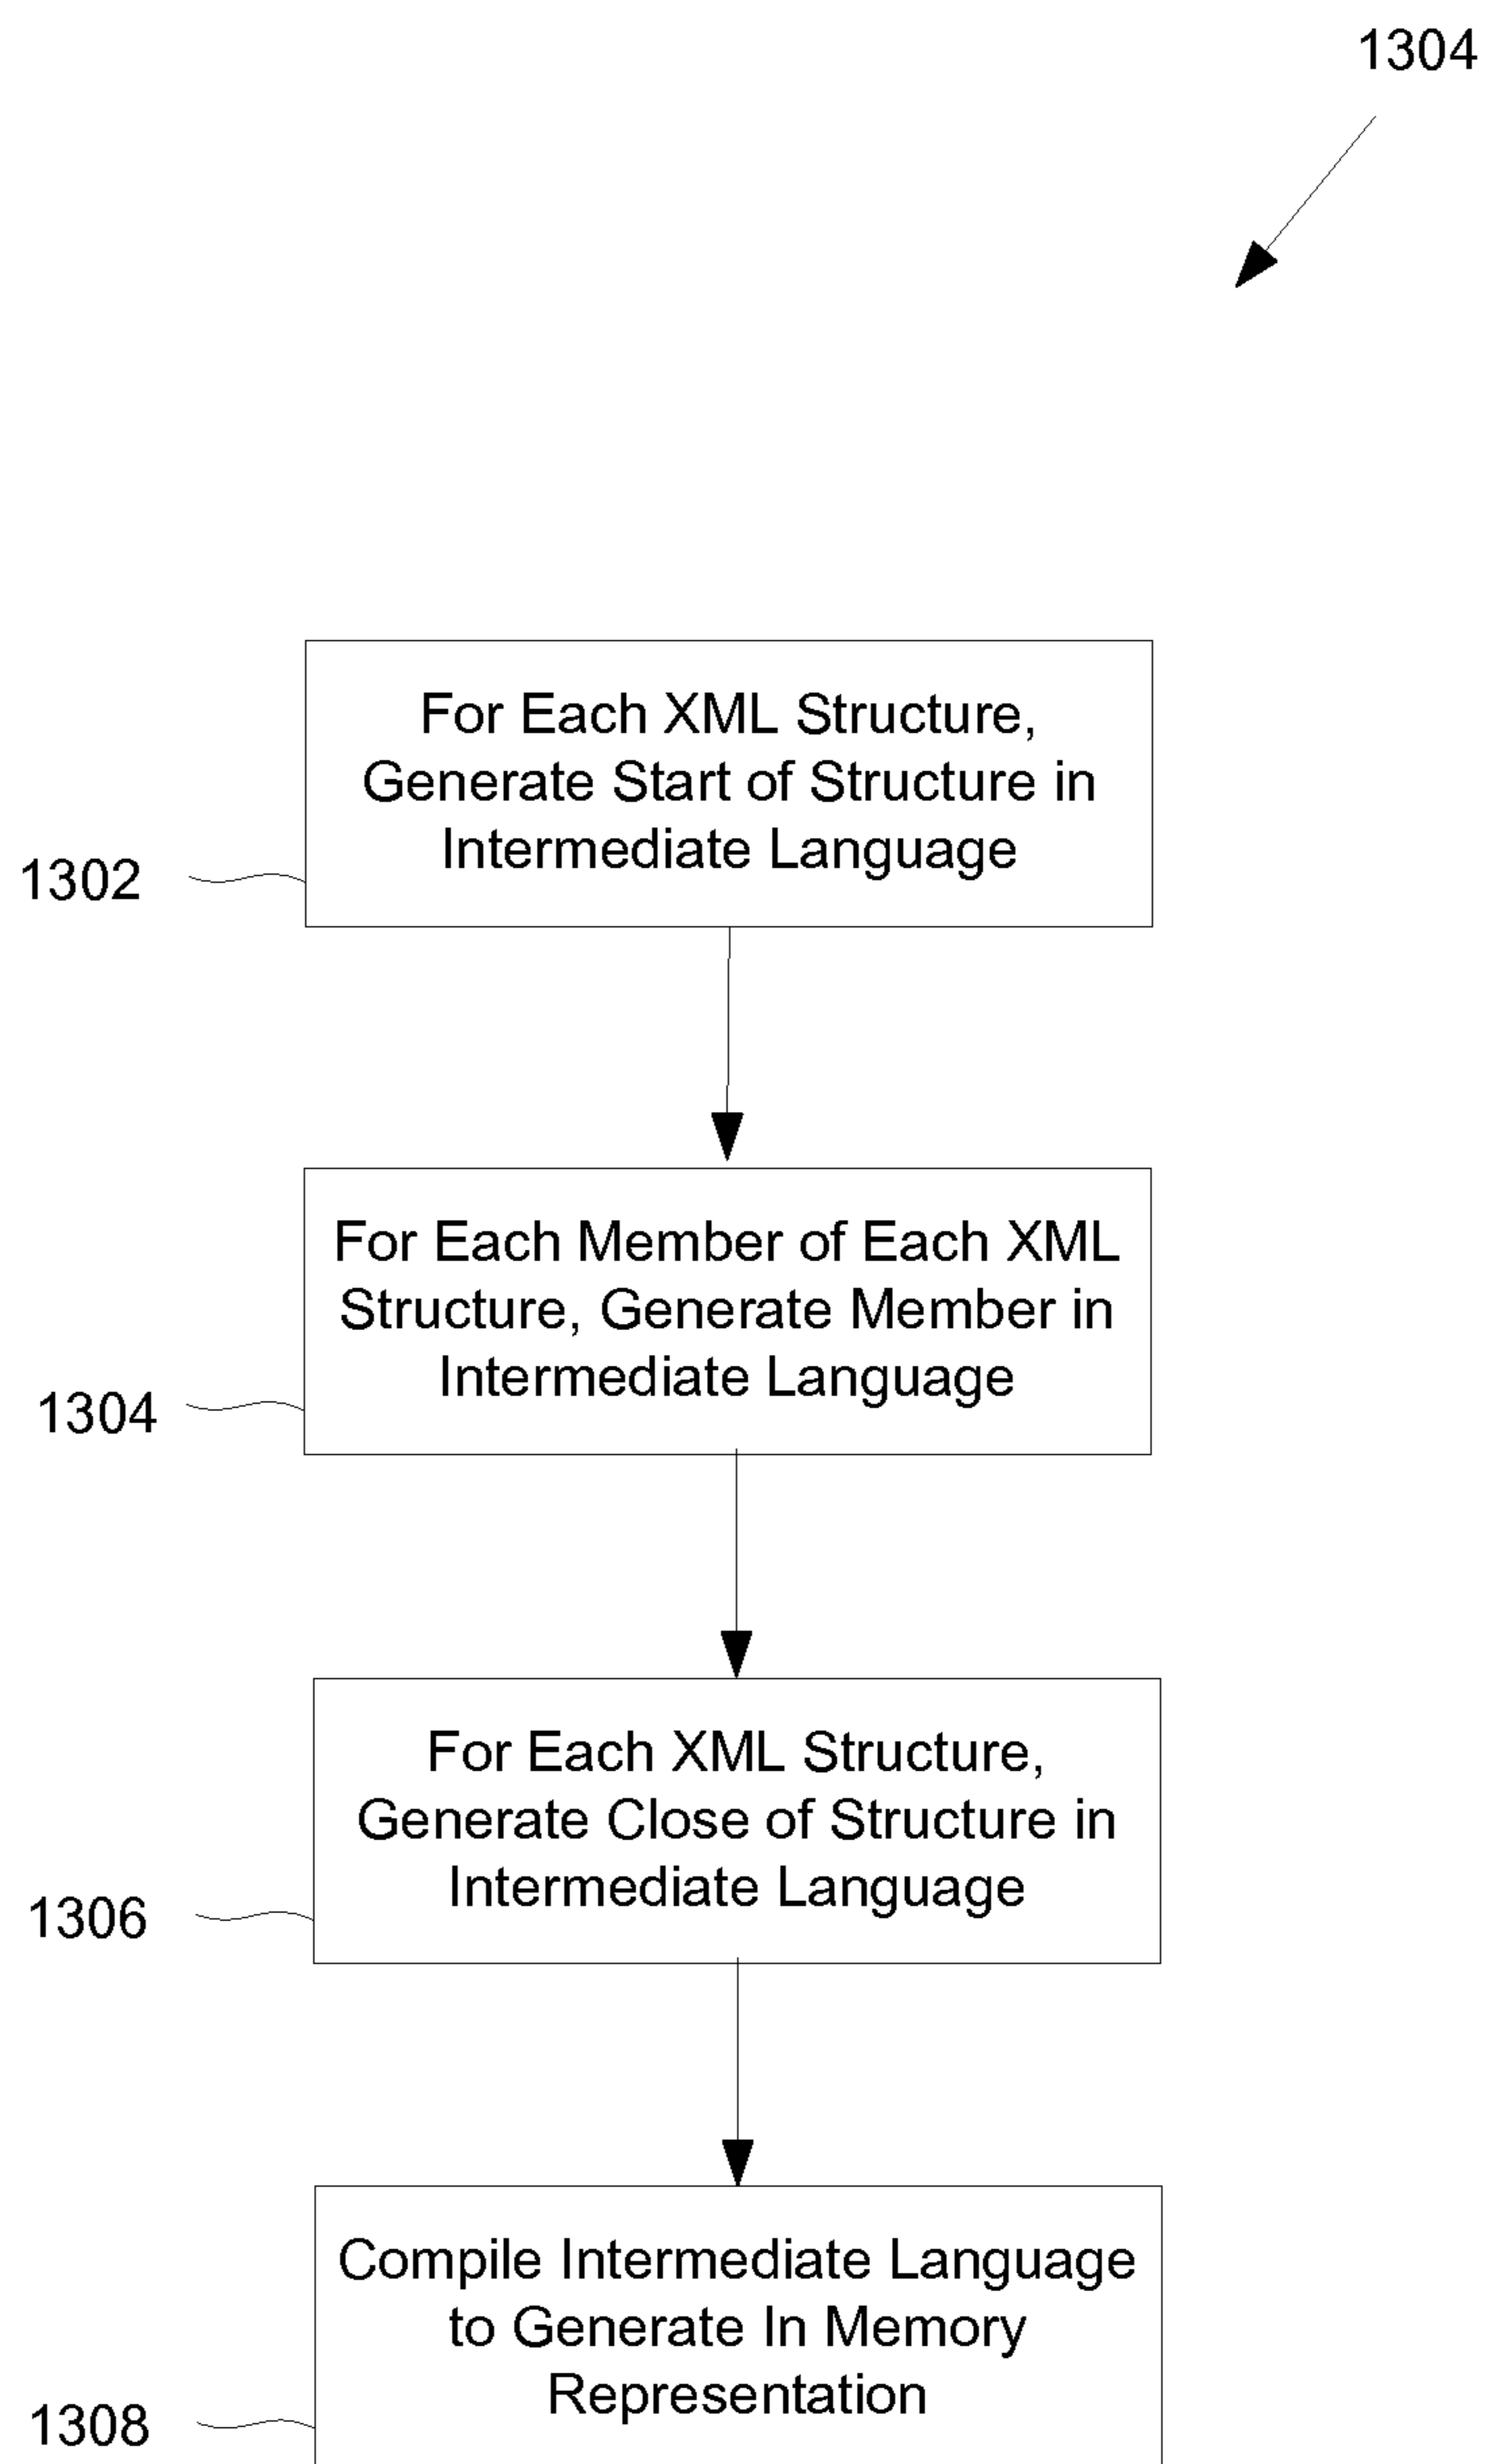 1304
For Each XML Structure,
Generate Start of Structure in
Intermediate Language
1302
For Each Member of Each XML
Structure, Generate Member in
Intermediate Language
1304
For Each XML Structure,
Generate Close of Structure in
Intermediate Language
1306
Compile Intermediate Language
to Generate In Memory
Representation
1308